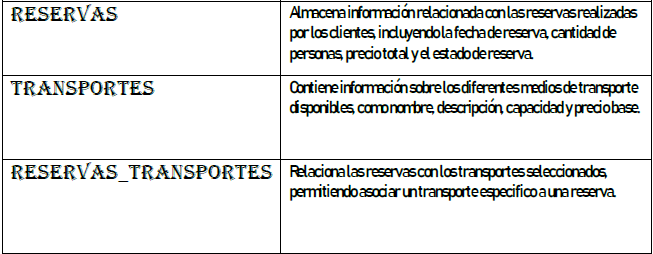 RESERVAS
Almacena información relacionada con las reservas realizadas
por los clientes, incluyendo la fecha de reserva, cantidad de
personas, precio total y el estado de reserva.
TRANSPORTES
Contiene información sobre los diferentes medios de transporte
disponibles, como nombre, descripción, capacidad y precio base.
RESERVAS_TRANSPORTES
Relaciona las reservas con los transportes seleccionados,
permitiendo asociar un transporte especifico a una reserva.